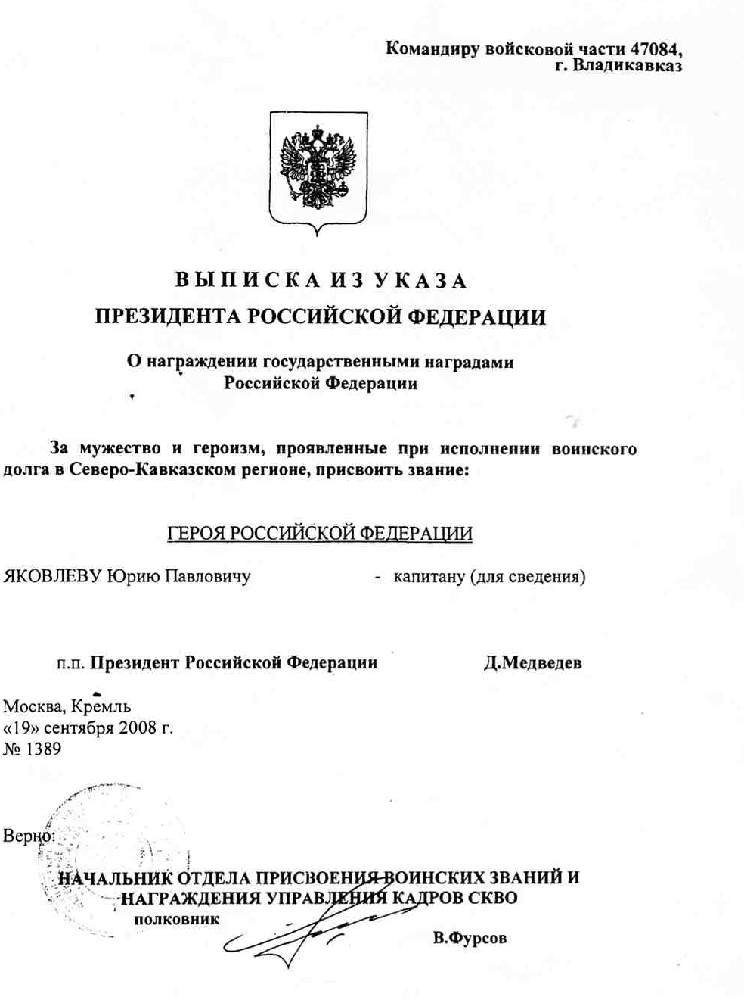 Командиру войсковой части 47084,
г. Владикавказ
В Ы П И С К А И З У К А З А
ПРЕЗИДЕНТА РОССИЙСКОЙ ФЕДЕРАЦИИ
О награждении государственными наградами
Российской Федерации
За мужество и героизм, проявленные при исполнении воинского
долга в Северо-Кавказском регионе, присвоить звание:
ГЕРОЯ РОССИЙСКОЙ ФЕДЕРАЦИИ
ЯКОВЛЕВУ Юрию Павловичу - капитану (для сведения)
п.п. Президент Российской Федерации Д.Медведев
Москва, Кремль
«19» сентября 2008 г.
№ 1389
Верно:
НАЧАЛЬНИК ОТДЕЛА ПРИСВОЕНИЯ ВОИНСКИХ ЗВАНИЙ И
НАГРАЖДЕНИЯ УПРАВЛЕНИЯ КАДРОВ СКВО
полковник
В.Фурсов